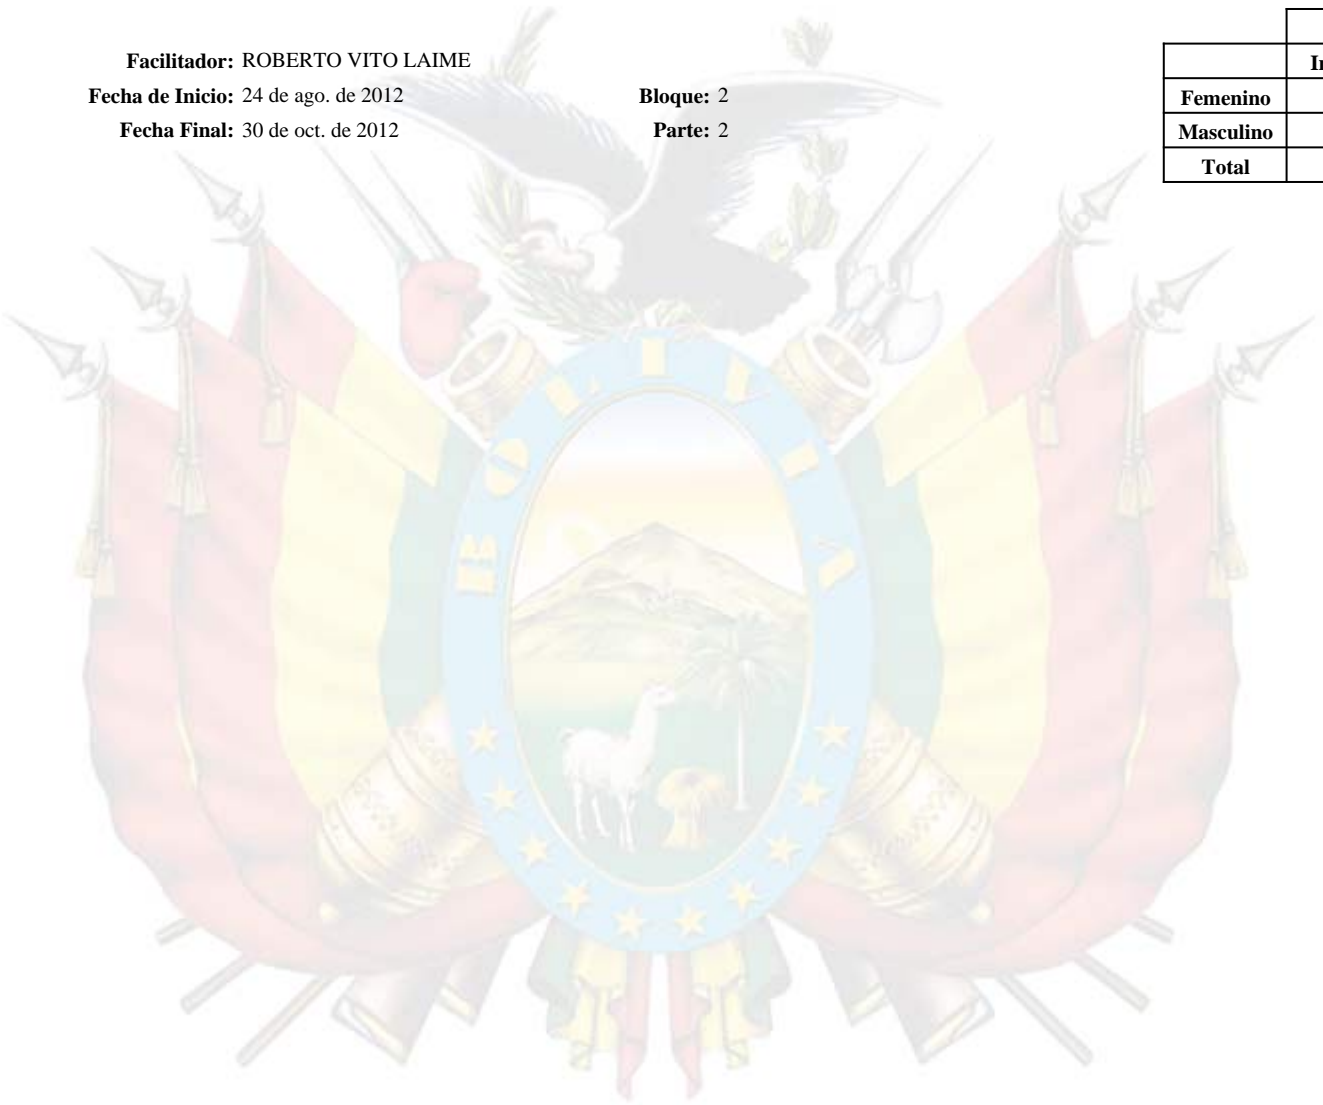 Facilitador: ROBERTO VITO LAIME
Fecha de Inicio: 24 de ago. de 2012 Bloque: 2
Fecha Final: 30 de oct. de 2012 Parte: 2
Femenino
Masculino
Total
BOLIVIA